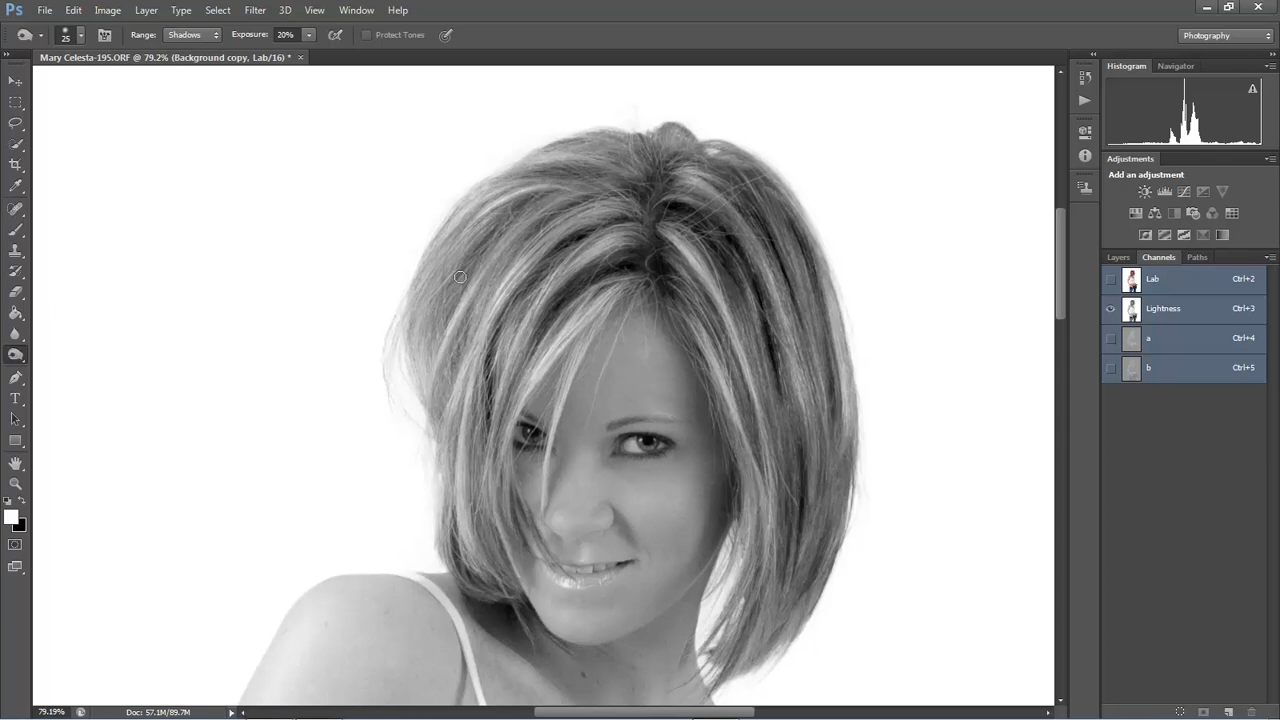 Ps File Edit Image Layer Type Select Filter 3D View Window Help
25 Range: Shadows Exposure: 20% Protect Tones Photography
Mary Celesta-195.ORF @ 79.2% (Background copy, Lab/16) * ×
Histogram Navigator
Adjustments
Add an adjustment
Layers Channels Paths
Lab Ctrl+2
Lightness Ctrl+3
a Ctrl+4
b Ctrl+5
79.19% Doc: 57.1M/89.7M